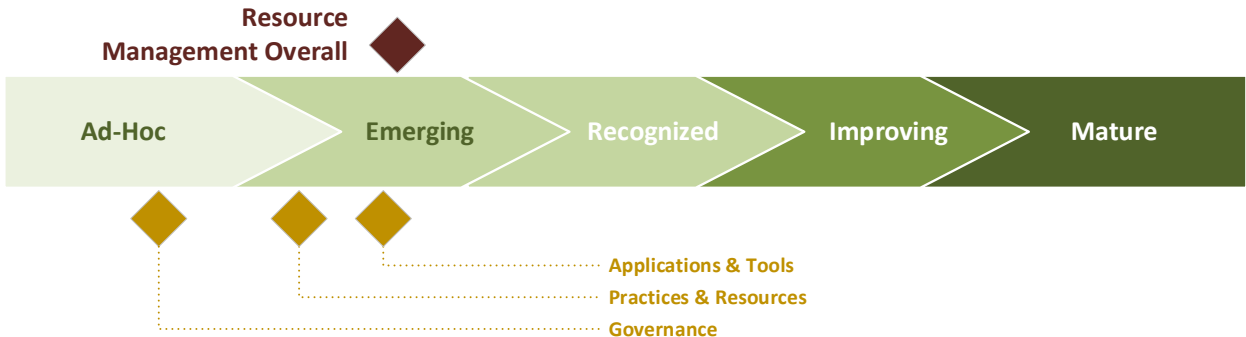 Resource
Management Overall
Ad-Hoc
Emerging
Recognized
Improving
Mature
Applications & Tools
Practices & Resources
Governance